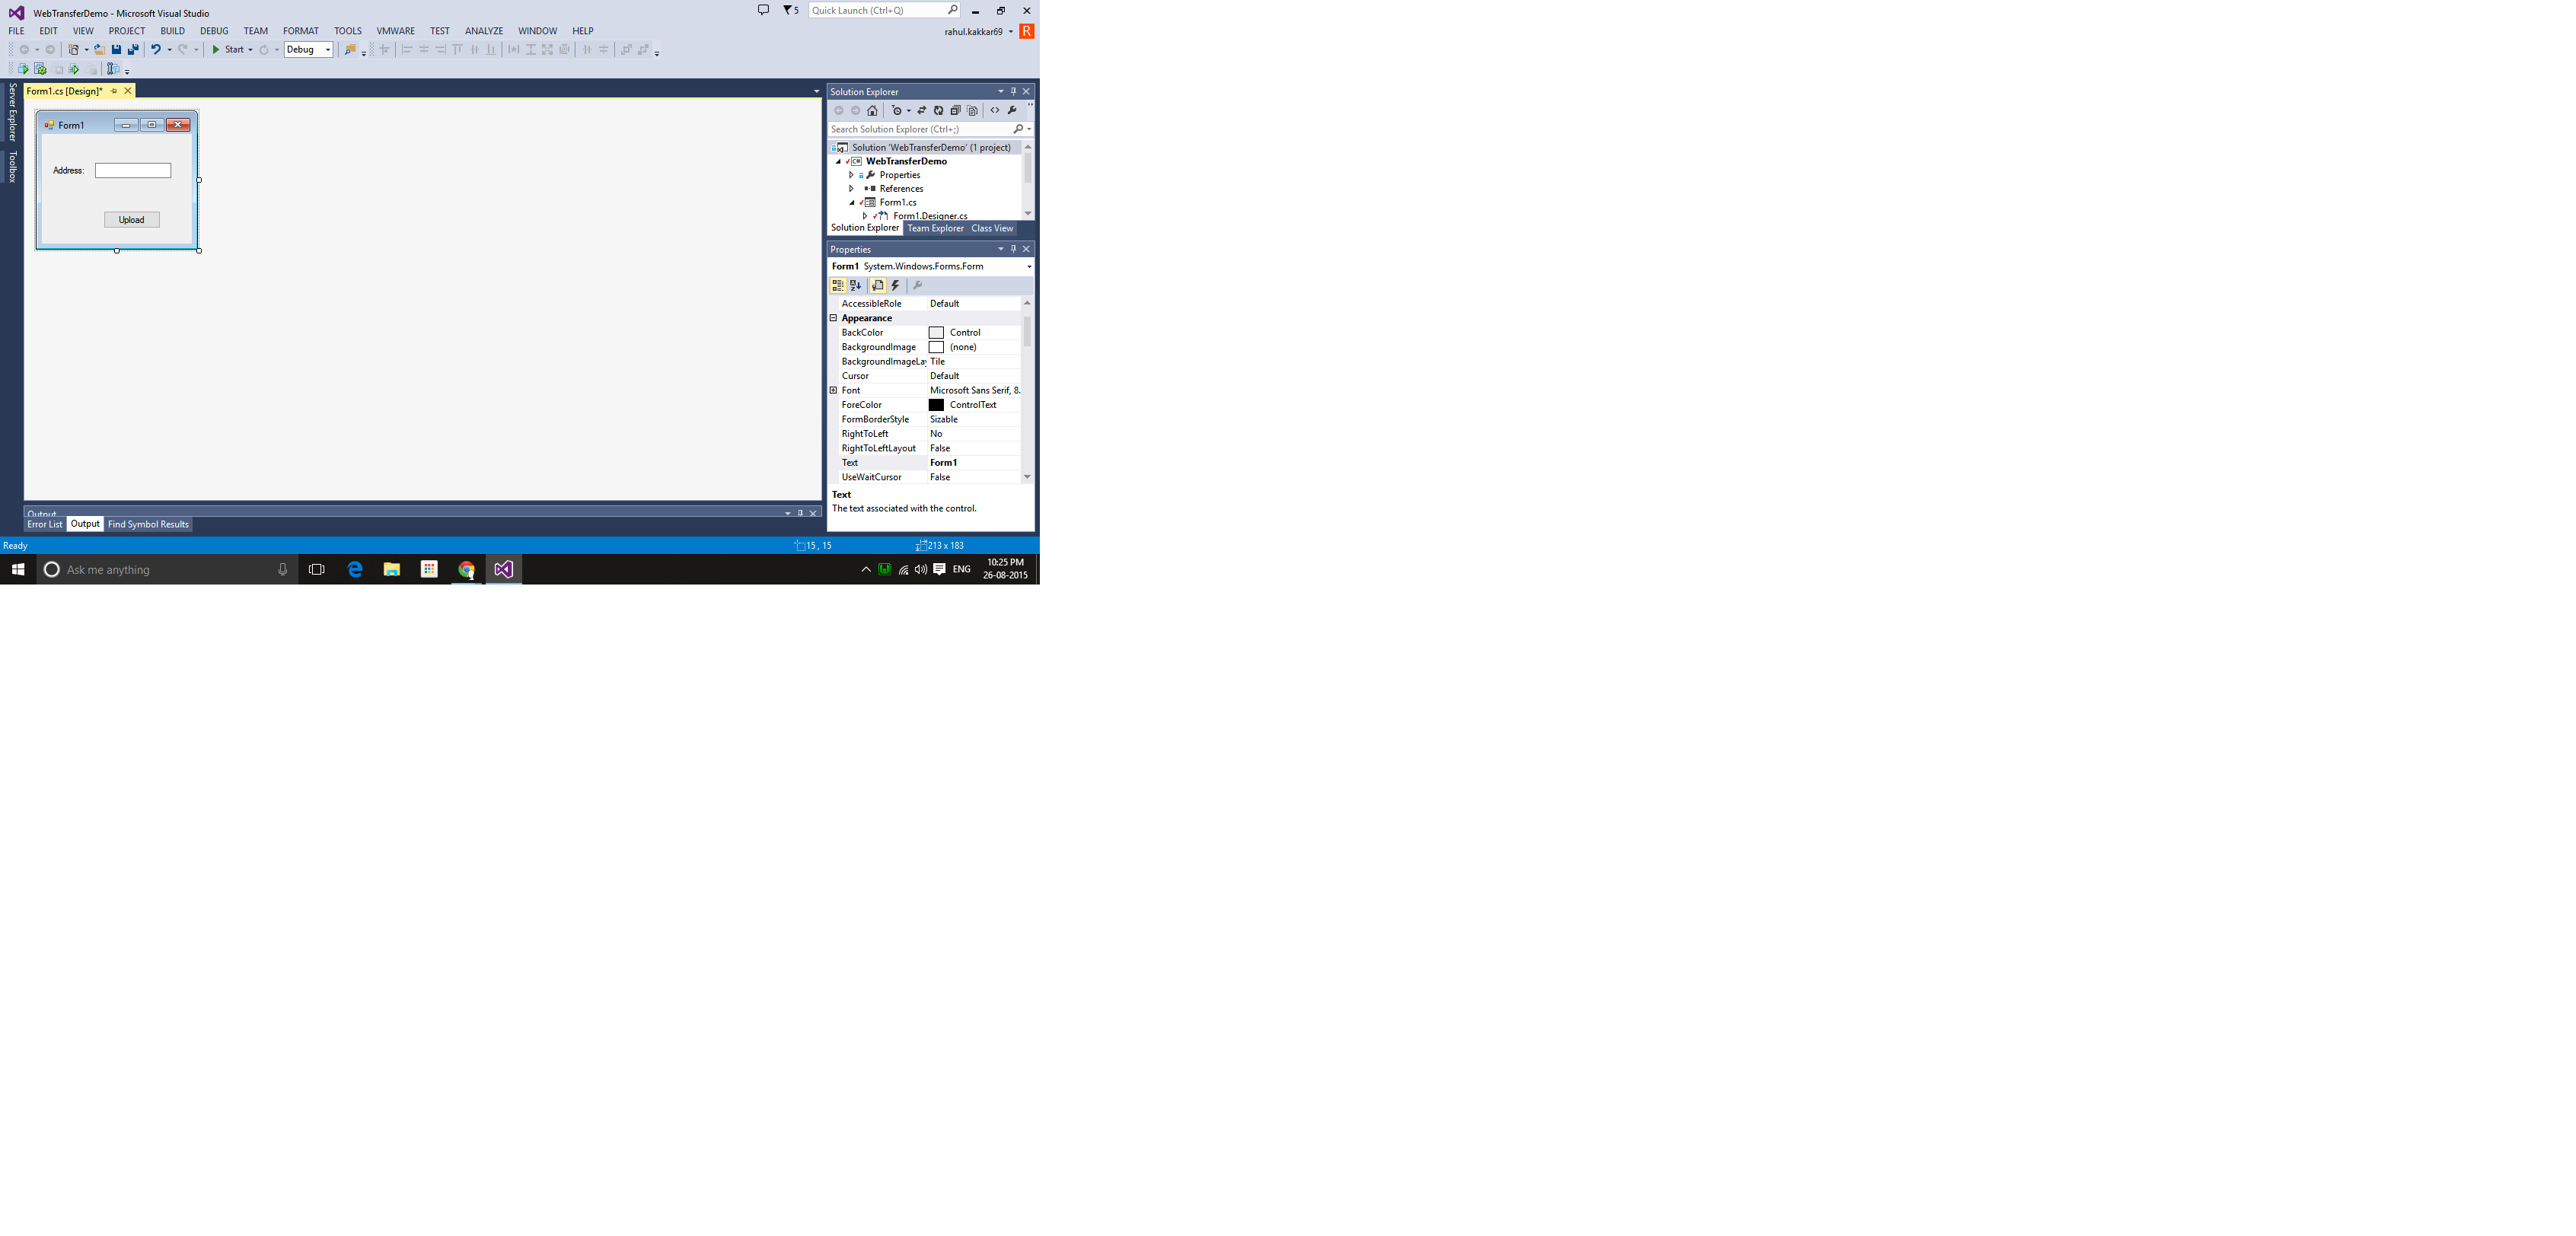 WebTransferDemo - Microsoft Visual Studio
5
Quick Launch (Ctrl+Q)
FILE EDIT VIEW PROJECT BUILD DEBUG TEAM FORMAT TOOLS VMWARE TEST ANALYZE WINDOW HELP
rahul.kakkar69
R
Start
Debug
Server Explorer
Toolbox
Form1.cs [Design]*
Form1
Address:
Upload
Solution Explorer
Search Solution Explorer (Ctrl+;)
Solution 'WebTransferDemo' (1 project)
C#
WebTransferDemo
Properties
References
Form1.cs
Form1.Designer.cs
Solution Explorer Team Explorer Class View
Properties
Form1 System.Windows.Forms.Form
AccessibleRole Default
Appearance
BackColor Control
BackgroundImage (none)
BackgroundImageLay Tile
Cursor Default
Font Microsoft Sans Serif, 8.
ForeColor ControlText
FormBorderStyle Sizable
RightToLeft No
RightToLeftLayout False
Text Form1
UseWaitCursor False
Text
The text associated with the control.
Output
Error List Output Find Symbol Results
Ready
15 , 15
213 x 183
Ask me anything
ENG
10:25 PM
26-08-2015